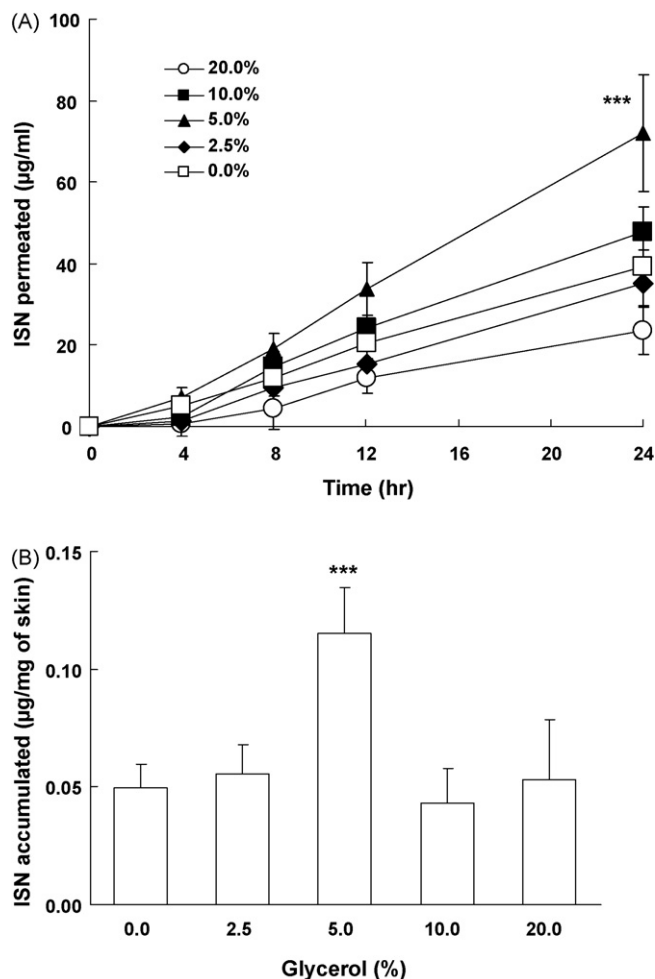 (A)
100
80
60
40
20
0
ISN permeated (µg/ml)
20.0%
10.0%
5.0%
2.5%
0.0%
***
0 4 8 12 16 20 24
Time (hr)
(B)
0.15
0.10
0.05
0.00
ISN accumulated (µg/mg of skin)
***
0.0 2.5 5.0 10.0 20.0
Glycerol (%)